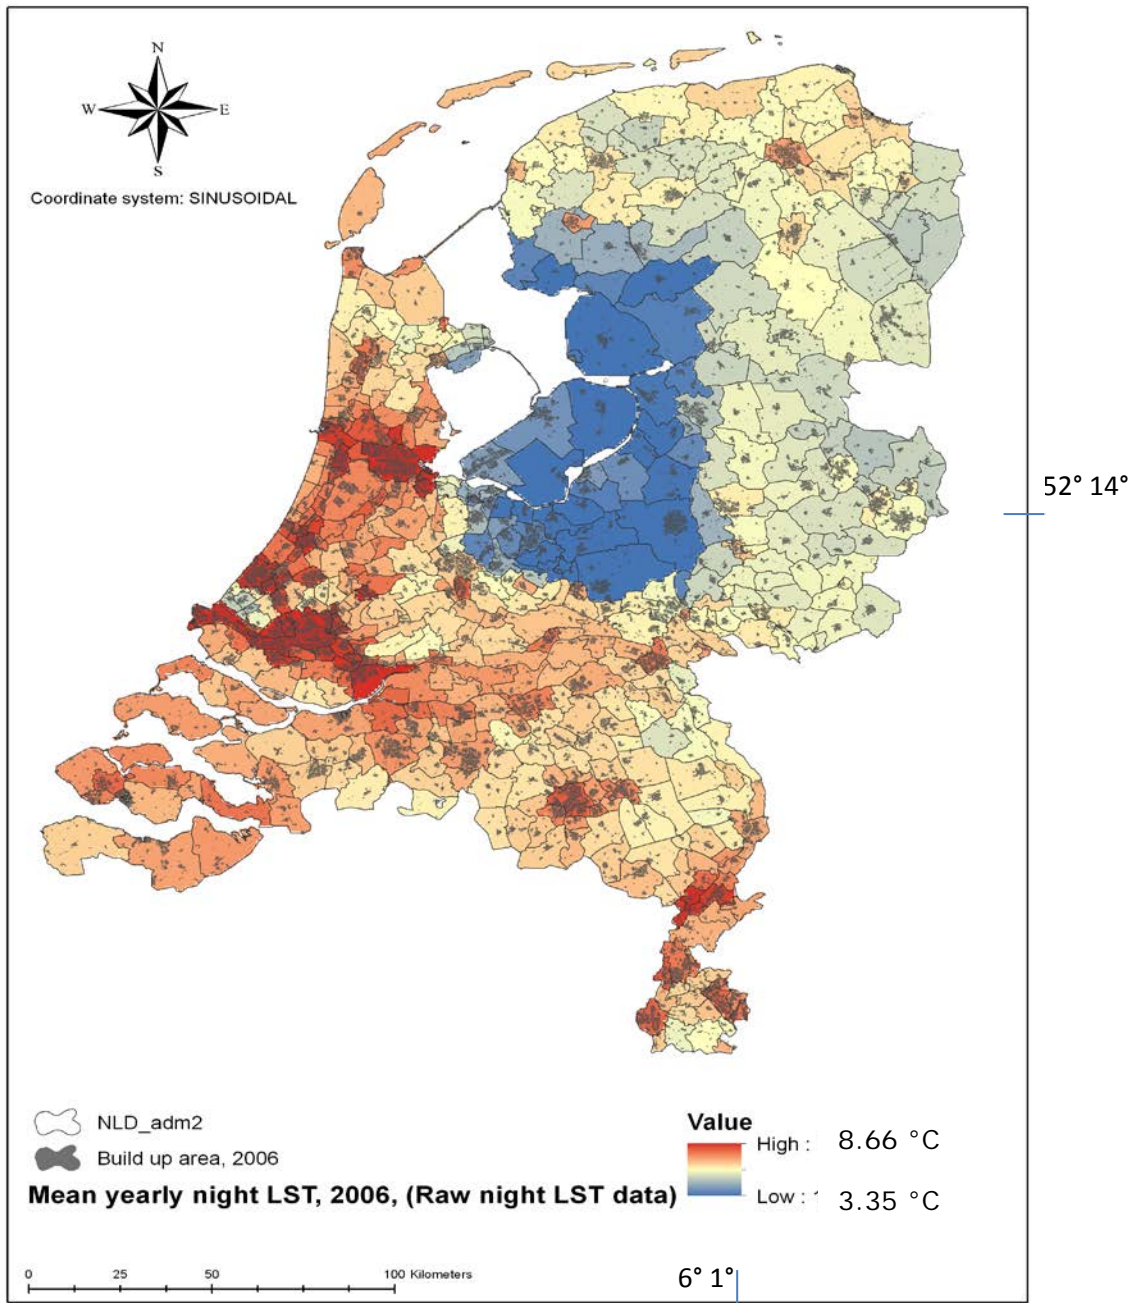 N
W E
S
Coordinate system: SINUSOIDAL
52° 14°
NLD_adm2
Build up area, 2006
Mean yearly night LST, 2006, (Raw night LST data)
Value
High : 8.66 °C
Low : 3.35 °C
0 25 50 100 Kilometers
6° 1°